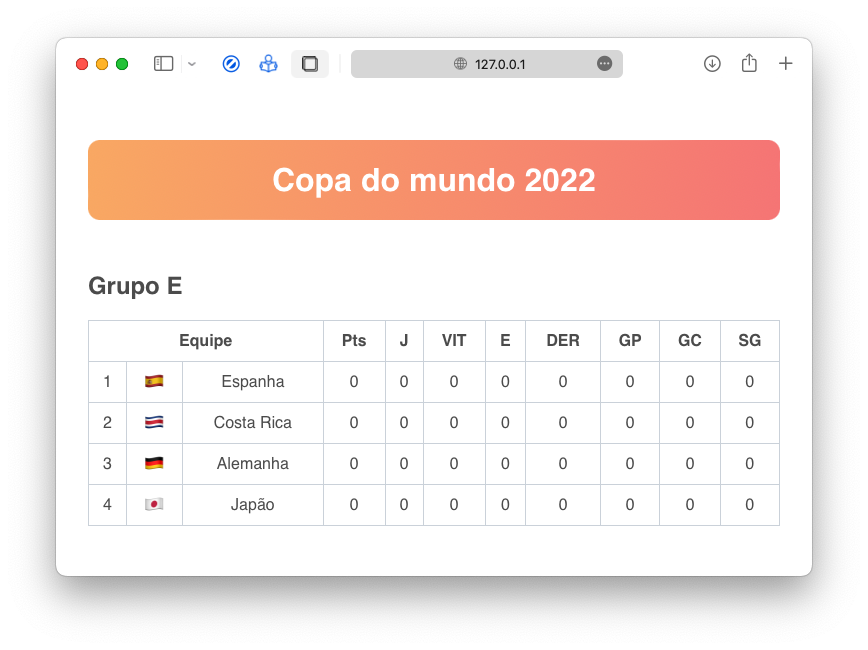 127.0.0.1
Copa do mundo 2022
Grupo E
Equipe Pts J VIT E DER GP GC SG
1 🇪🇸 Espanha 0 0 0 0 0 0 0 0
2 🇨🇷 Costa Rica 0 0 0 0 0 0 0 0
3 🇩🇪 Alemanha 0 0 0 0 0 0 0 0
4 🇯🇵 Japão 0 0 0 0 0 0 0 0